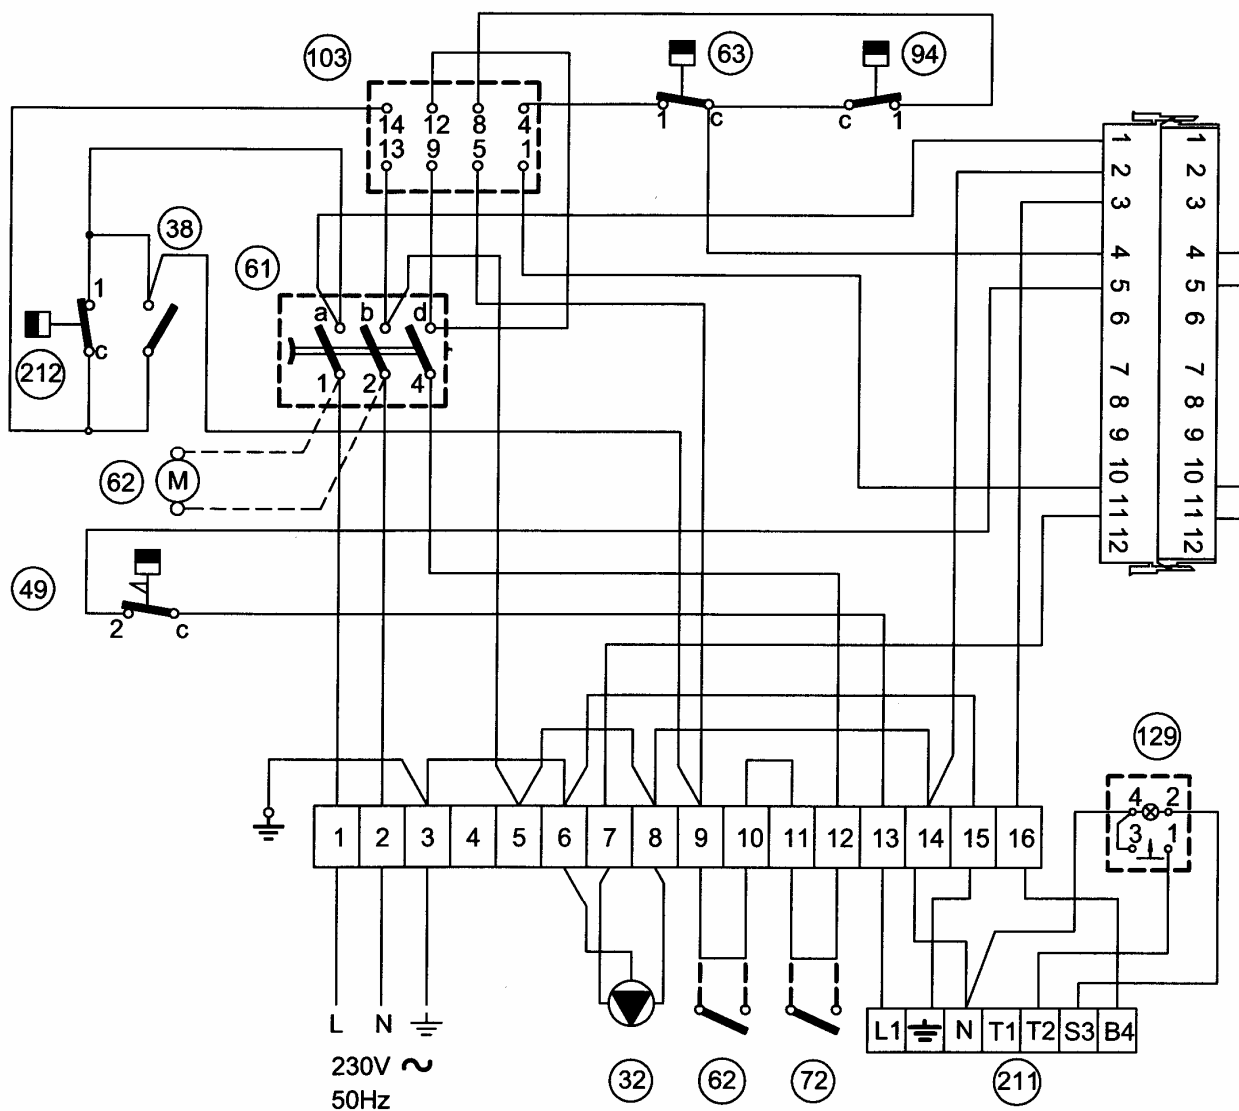 103
63
94
14 12 8 4
13 9 5 1
1 c
c 1
38
61
a b d
1 2 4
1
c
212
62
M
49
2 c
1 1
2 2
3 3
4 4
5 5
6 6
7 7
8 8
9 9
10 10
11 11
12 12
129
4 2
3 1
1 2 3 4 5 6 7 8 9 10 11 12 13 14 15 16
L N
230V ~
50Hz
32
62
72
L1 N T1 T2 S3 B4
211